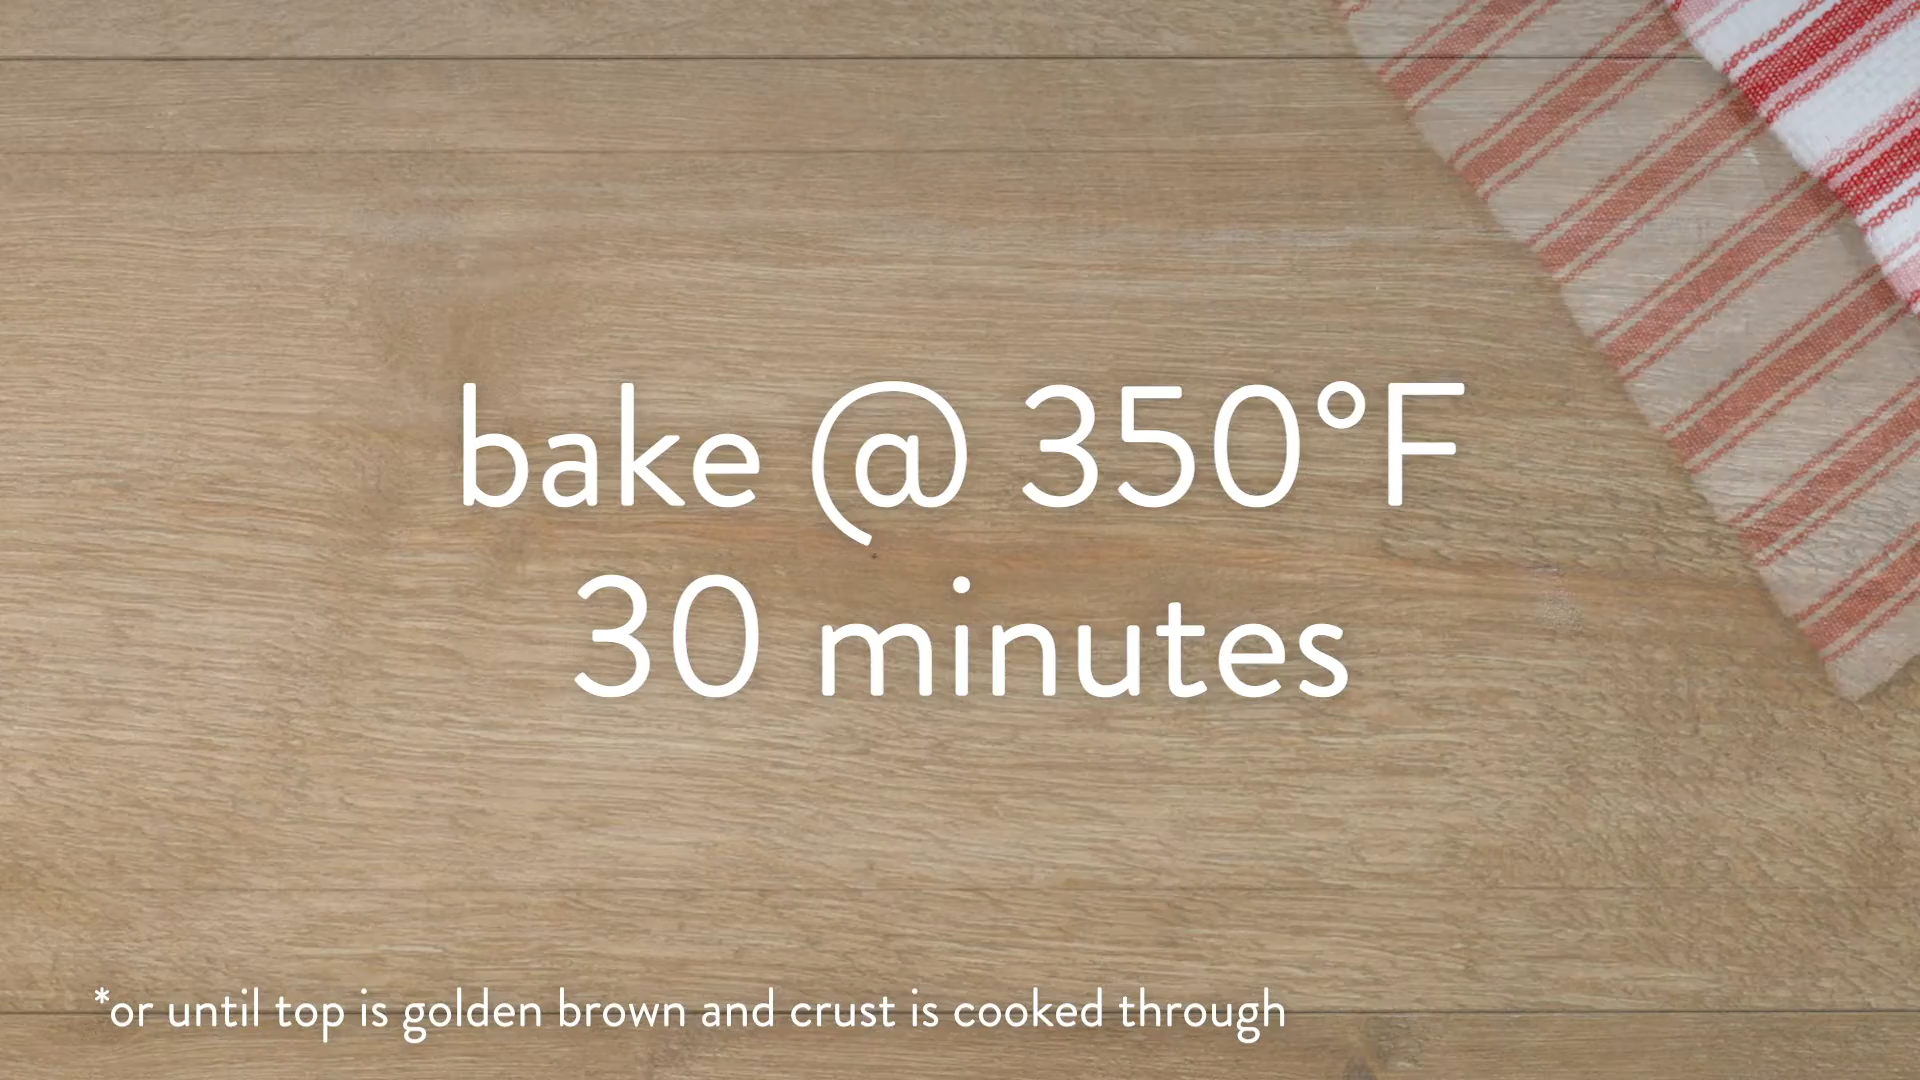 bake @ 350°F
30 minutes
*or until top is golden brown and crust is cooked through